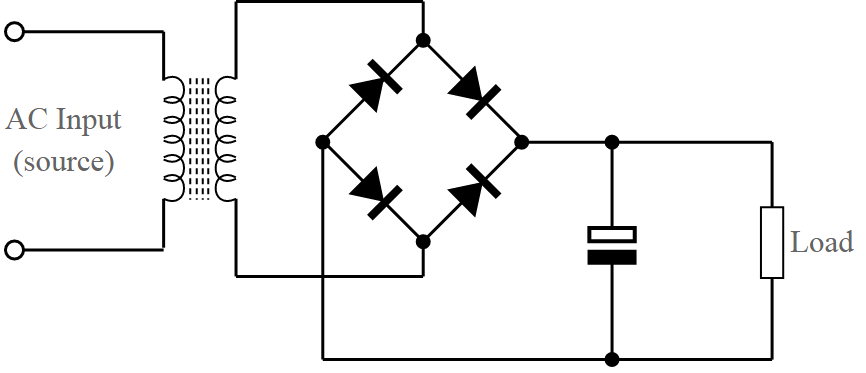 AC Input
(source)
Load